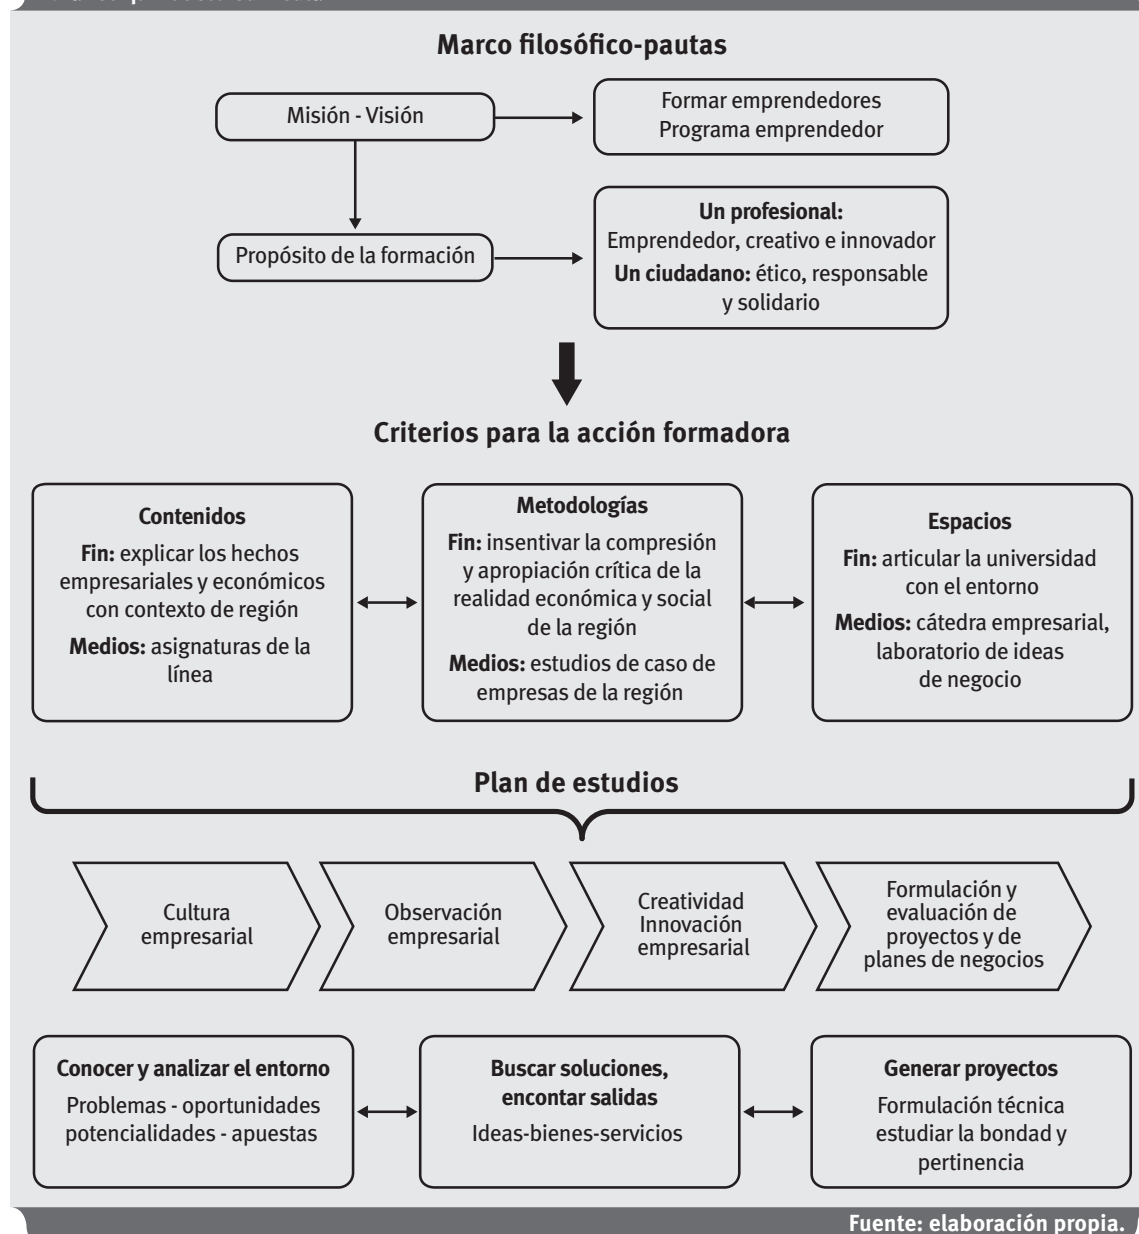 Marco filosófico-pautas
Misión - Visión
Formar emprendedores
Programa emprendedor
Propósito de la formación
Un profesional:
Emprendedor, creativo e innovador
Un ciudadano: ético, responsable
y solidario
Criterios para la acción formadora
Contenidos
Fin: explicar los hechos
empresariales y económicos
con contexto de región
Medios: asignaturas de la
línea
Metodologías
Fin: insentivar la compresión
y apropiación crítica de la
realidad económica y social
de la región
Medios: estudios de caso de
empresas de la región
Espacios
Fin: articular la universidad
con el entorno
Medios: cátedra empresarial,
laboratorio de ideas
de negocio
Plan de estudios
Cultura
empresarial
Observación
empresarial
Creatividad
Innovación
empresarial
Formulación y
evaluación de
proyectos y de
planes de negocios
Conocer y analizar el entorno
Problemas - oportunidades
potencialidades - apuestas
Buscar soluciones,
encontar salidas
Ideas-bienes-servicios
Generar proyectos
Formulación técnica
estudiar la bondad y
pertinencia
Fuente: elaboración propia.